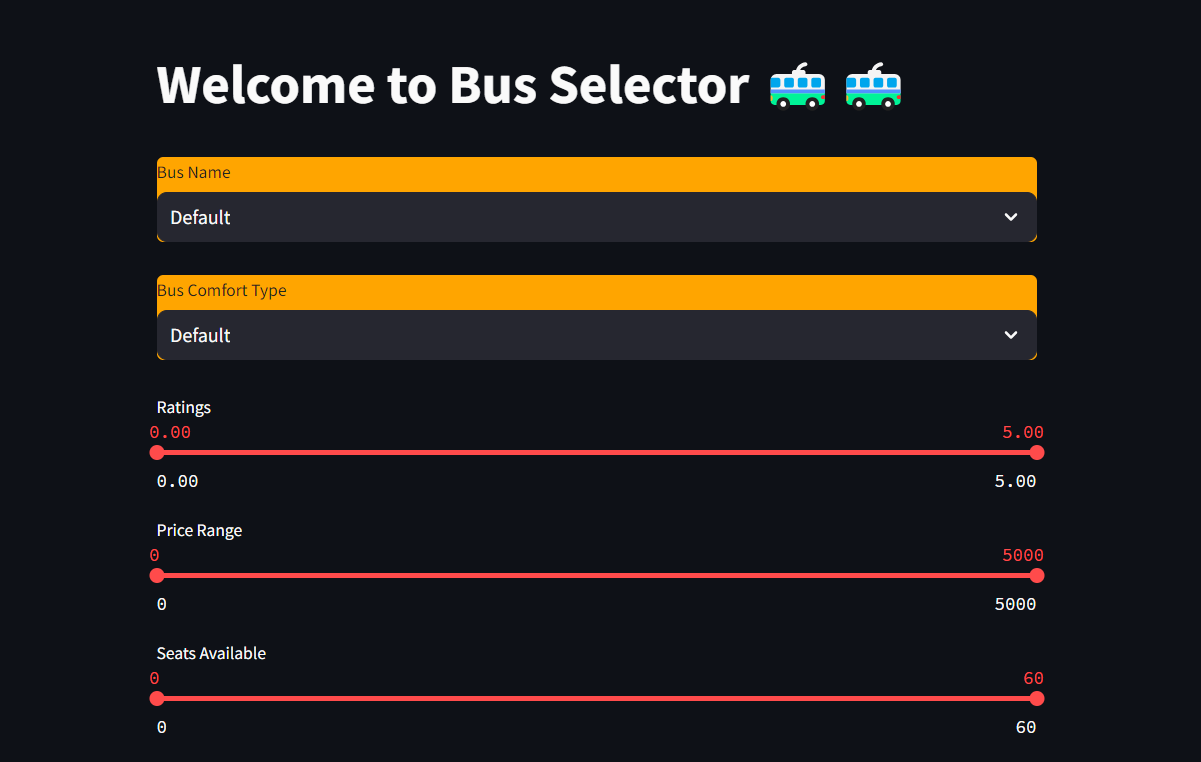 Welcome to Bus Selector 🚎 🚎
Bus Name
Default
Bus Comfort Type
Default
Ratings
0.00 5.00
0.00 5.00
Price Range
0 5000
0 5000
Seats Available
0 60
0 60